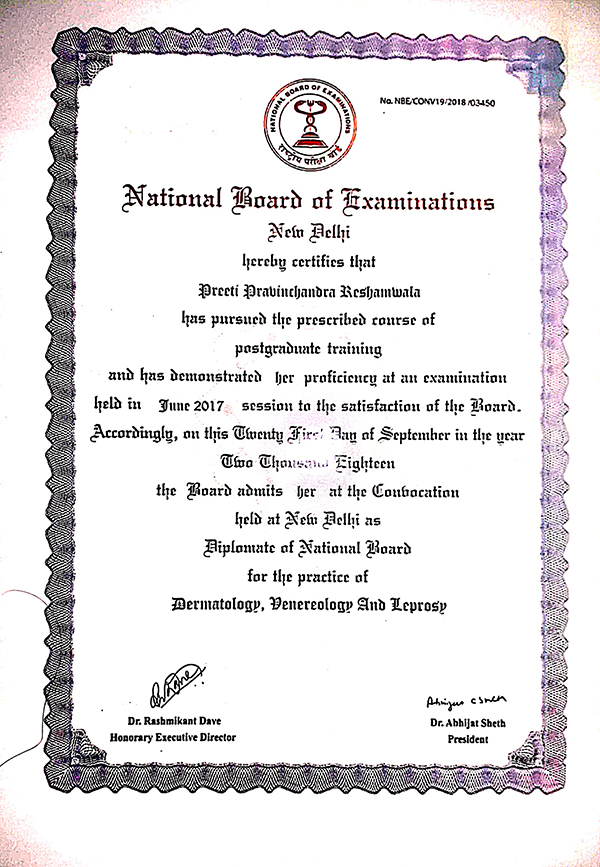 NATIONAL BOARD OF EXAMINATIONS
राष्ट्रीय परीक्षा बोर्ड
No. NBE/CONV19/2018 /03450
National Board of Examinations
New Delhi
hereby certifies that
Preeti Pravinchandra Reshamwala
has pursued the prescribed course of
postgraduate training
and has demonstrated her proficiency at an examination
held in June 2017 session to the satisfaction of the Board.
Accordingly, on this Twenty First Day of September in the year
Two Thousand Eighteen
the Board admits her at the Convocation
held at New Delhi as
Diplomate of National Board
for the practice of
Dermatology, Venereology And Leprosy
Dr. Rashmikant Dave
Honorary Executive Director
Dr. Abhijat Sheth
President